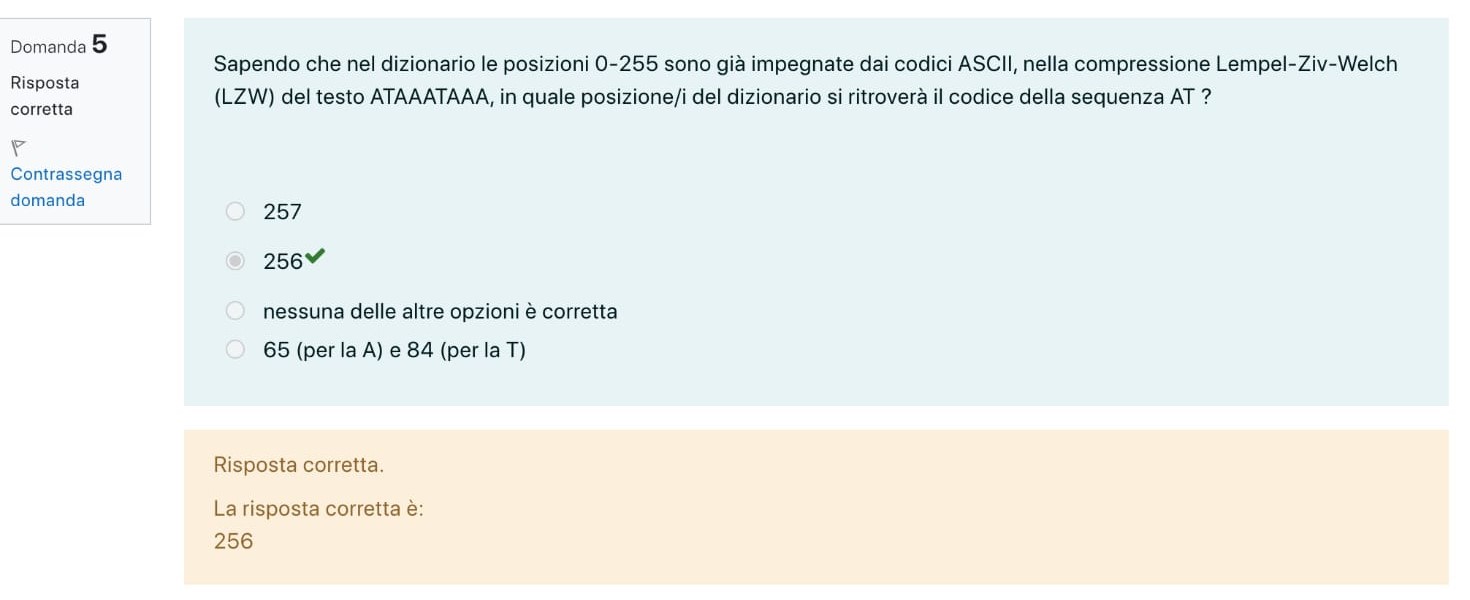 Domanda 5
Risposta
corretta
Contrassegna
domanda
Sapendo che nel dizionario le posizioni 0-255 sono già impegnate dai codici ASCII, nella compressione Lempel-Ziv-Welch
(LZW) del testo ATAAATAAA, in quale posizione/i del dizionario si ritroverà il codice della sequenza AT ?
257
256
nessuna delle altre opzioni è corretta
65 (per la A) e 84 (per la T)
Risposta corretta.
La risposta corretta è:
256